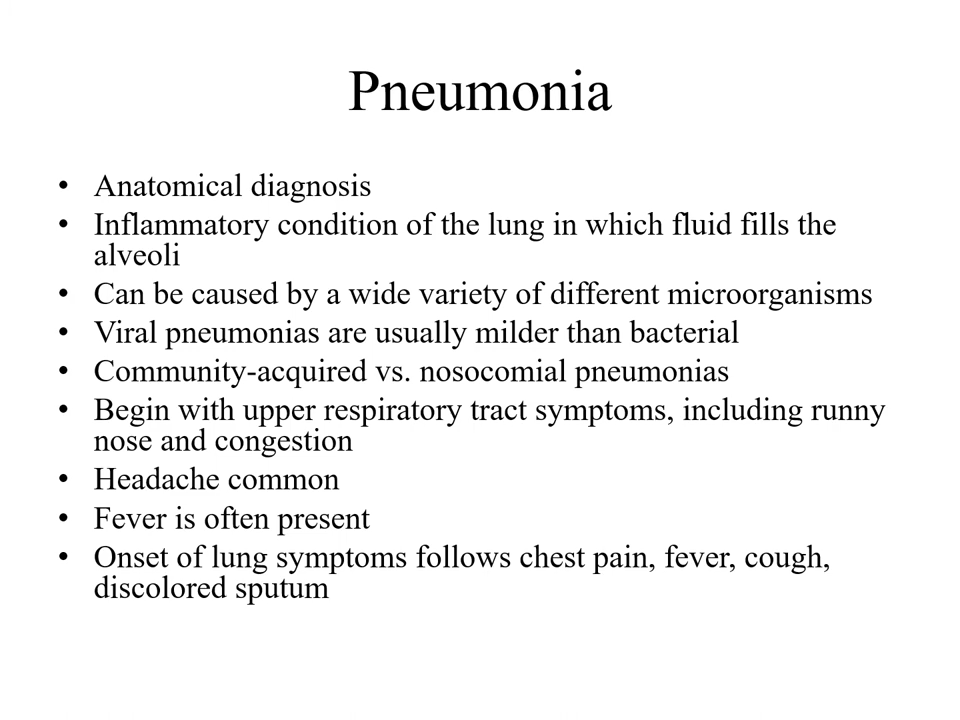 Pneumonia
• Anatomical diagnosis
• Inflammatory condition of the lung in which fluid fills the
alveoli
• Can be caused by a wide variety of different microorganisms
• Viral pneumonias are usually milder than bacterial
• Community-acquired vs. nosocomial pneumonias
• Begin with upper respiratory tract symptoms, including runny
nose and congestion
• Headache common
• Fever is often present
• Onset of lung symptoms follows chest pain, fever, cough,
discolored sputum